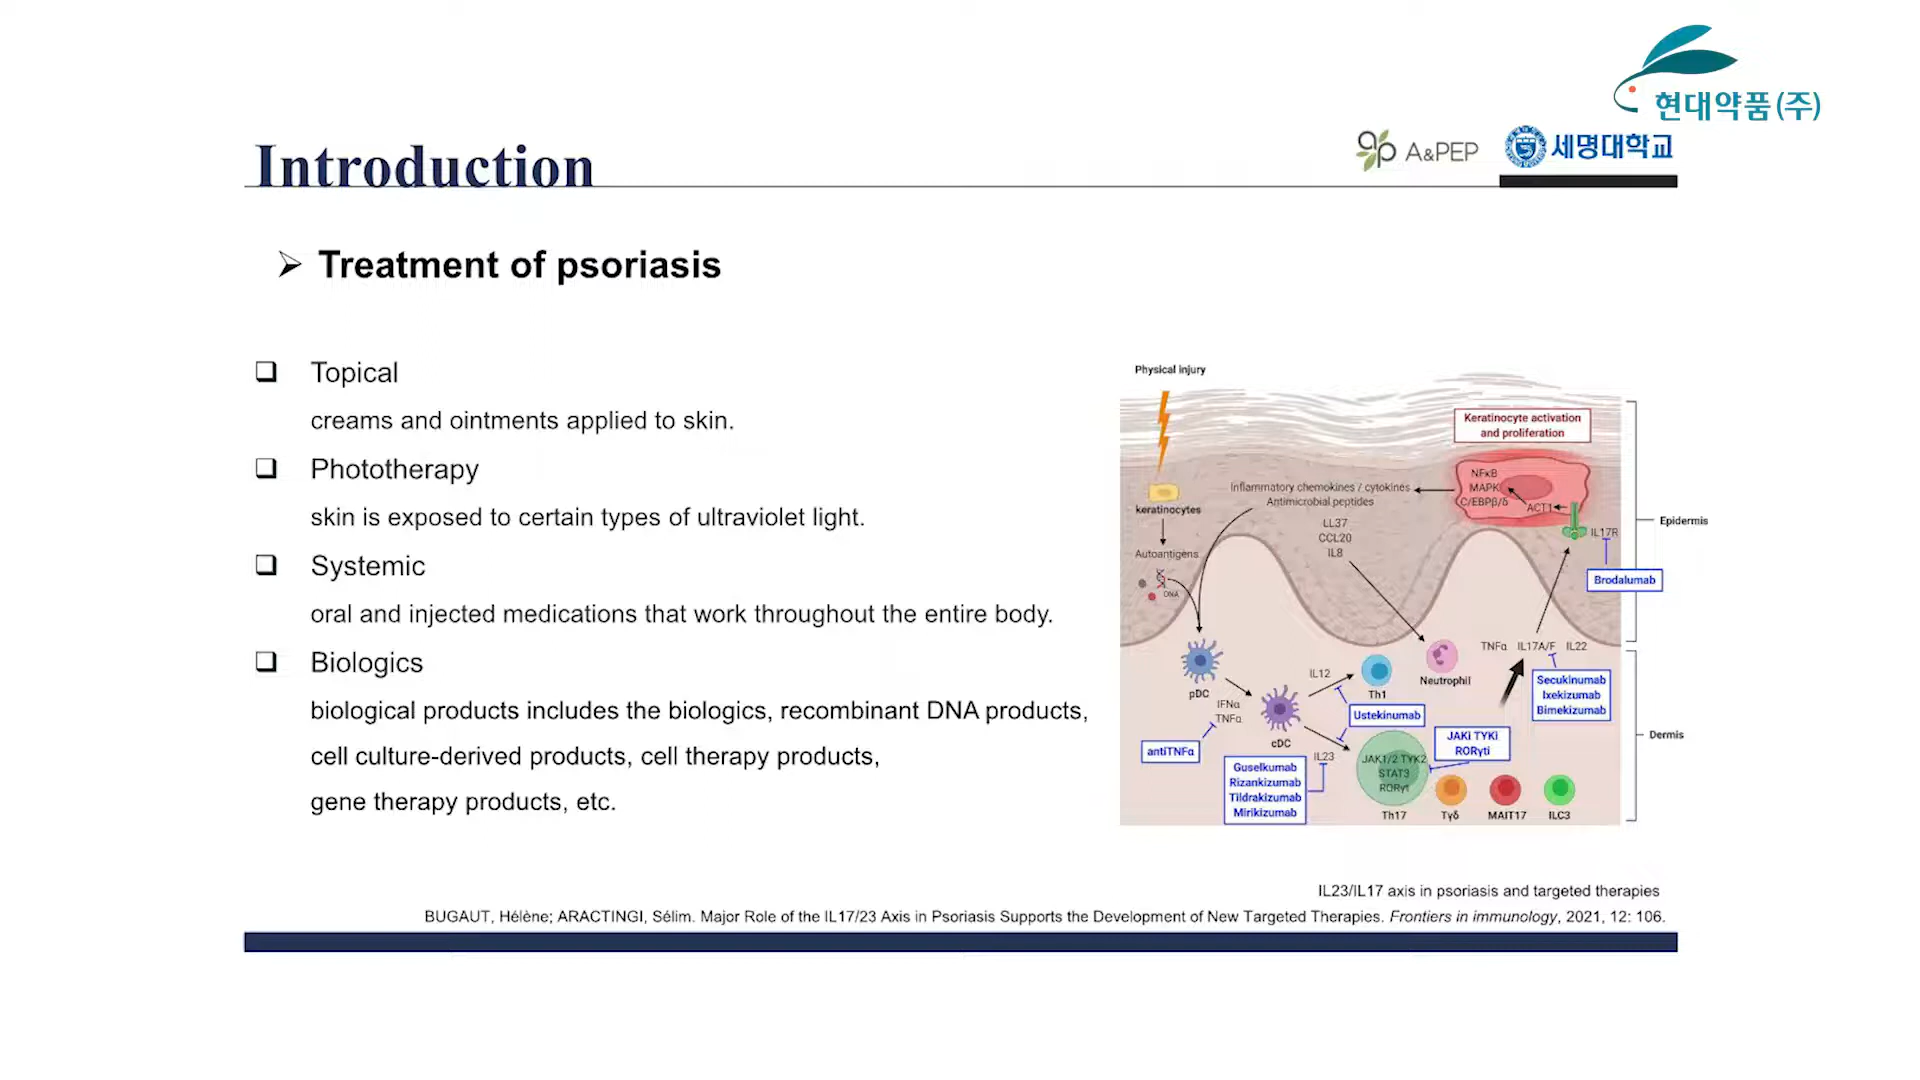 현대약품(주)
A&PEP
세명대학교
Introduction
Treatment of psoriasis
Topical
creams and ointments applied to skin.
Phototherapy
skin is exposed to certain types of ultraviolet light.
Systemic
oral and injected medications that work throughout the entire body.
Biologics
biological products includes the biologics, recombinant DNA products,
cell culture-derived products, cell therapy products,
gene therapy products, etc.
Physical injury
Keratinocyte activation
and proliferation
NFκB
MAPK
C/EBPβ/δ
ACT1
Inflammatory chemokines / cytokines
Antimicrobial peptides
LL37
CCL20
IL8
keratinocytes
Autoantigens
DNA
IL17R
Epidermis
Brodalumab
TNFα IL17A/F IL22
Secukinumab
Ixekizumab
Bimekizumab
pDC
IFNα
TNFα
antiTNFα
cDC
IL12
Th1
Neutrophil
Ustekinumab
IL23
Guselkumab
Rizankizumab
Tildrakizumab
Mirikizumab
JAKi TYKi
RORγti
JAK1/2 TYK2
STAT3
RORγt
Dermis
Th17
Tγδ
MAIT17
ILC3
IL23/IL17 axis in psoriasis and targeted therapies
BUGAUT, Hélène; ARACTINGI, Sélim. Major Role of the IL17/23 Axis in Psoriasis Supports the Development of New Targeted Therapies. Frontiers in immunology, 2021, 12: 106.